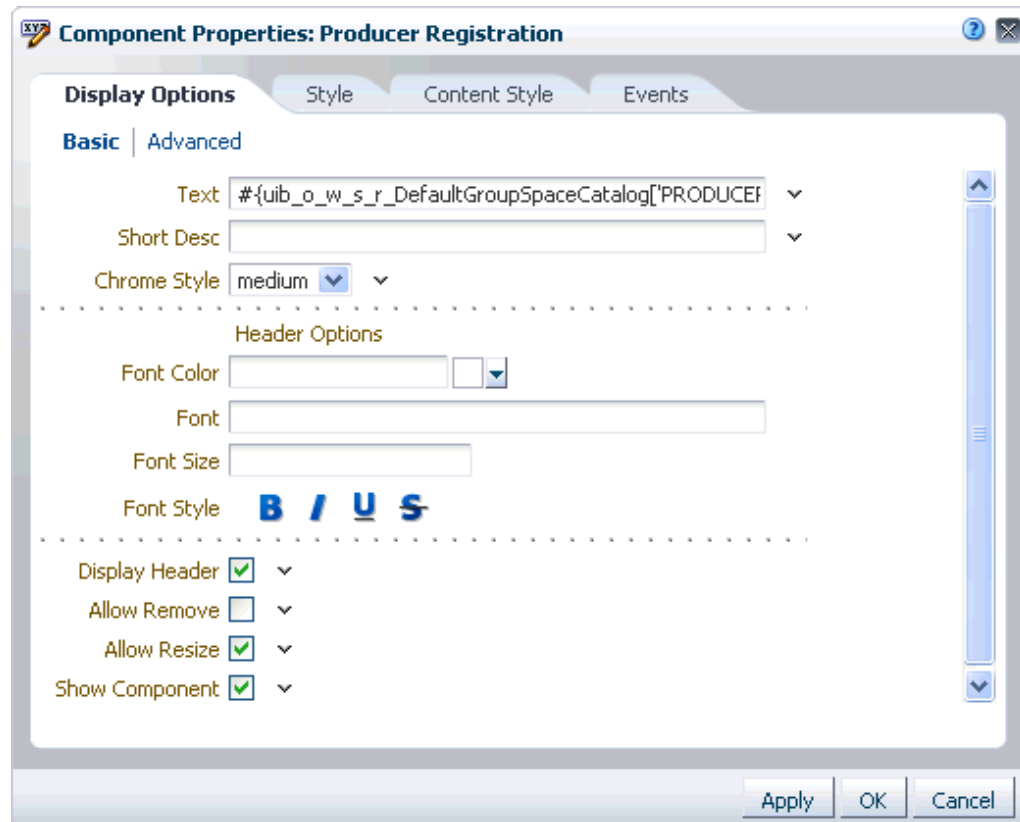 Component Properties: Producer Registration
Display Options Style Content Style Events
Basic Advanced
Text #{uib_o_w_s_r_DefaultGroupSpaceCatalog['PRODUCER
Short Desc
Chrome Style medium
Header Options
Font Color
Font
Font Size
Font Style B I U S
Display Header
Allow Remove
Allow Resize
Show Component
Apply OK Cancel